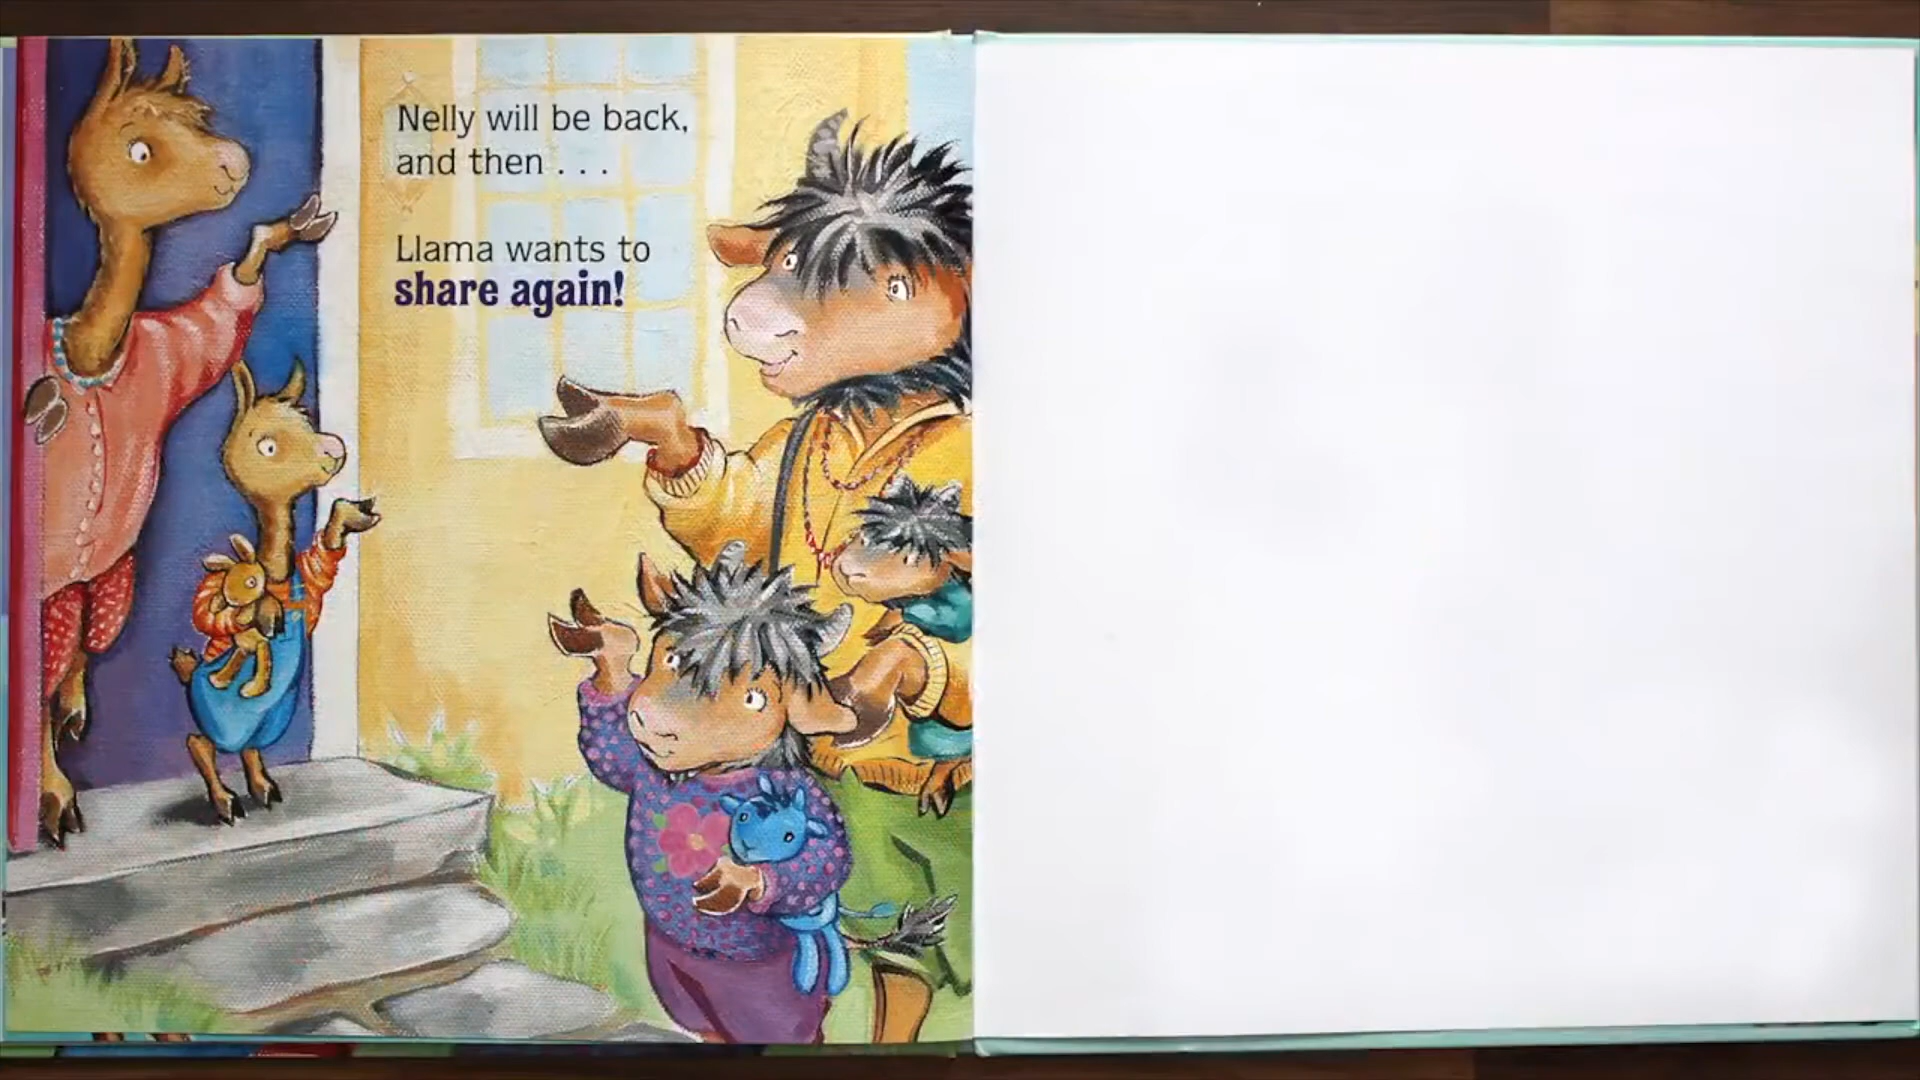 Nelly will be back,
and then . . .
Llama wants to
share again!